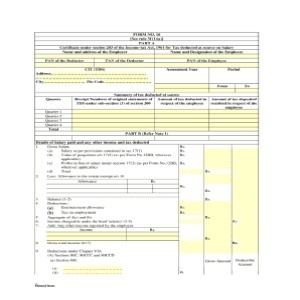 FORM NO. 16
[See rule 31(1)(a)]
PART A
Certificate under section 203 of the Income-tax Act, 1961 for Tax deducted at source on Salary
Name and address of the Employer Name and Designation of the Employee
PAN of the Deductor TAN of the Deductor PAN of the Employee
CIT (TDS) Assessment Year Period
Address
City Pin Code
From To
Summary of tax deducted at source
Quarter Receipt Numbers of original statements of TDS under sub-section (3) of section 200 Amount of tax deducted in respect of the employee Amount of tax deposited/remitted in respect of the employee
Quarter 1
Quarter 2
Quarter 3
Quarter 4
Total
PART B (Refer Note 1)
Details of Salary paid and any other income and tax deducted
1 Gross Salary Rs.
(a) Salary as per provisions contained in sec 17(1) Rs.
(b) Value of perquisites u/s 17(2) (as per Form No. 12BB, wherever applicable) Rs.
(c) Profits in lieu of salary under section 17(3) (as per Form No. 12BB, wherever applicable) Rs.
(d) Total Rs.
2 Less: Allowance to the extent exempt u/s 10
Allowance Rs.
3 Balance (1-2) Rs.
4 Deductions:
(a) Entertainment allowance Rs.
(b) Tax on employment Rs.
5 Aggregate of 4(a) and (b) Rs.
6 Income chargeable under the head 'salaries' (3-5) Rs.
7 Add: Any other income reported by the employee
Income Rs.
8 Gross total income (6+7) Rs.
9 Deductions under Chapter VIA
(A) Sections 80C, 80CCC and 80CCD
(a) Section 80C Gross Amount Deductible Amount
(i) Rs.
(ii) Rs.